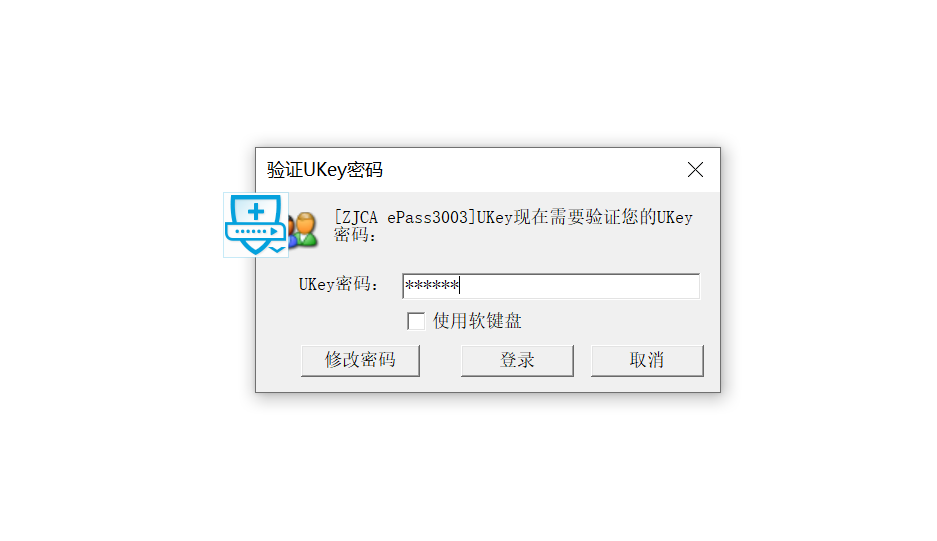 验证UKey密码
[ZJCA ePass3003]UKey现在需要验证您的UKey
密码:
UKey密码: ******
使用软键盘
修改密码 登录 取消